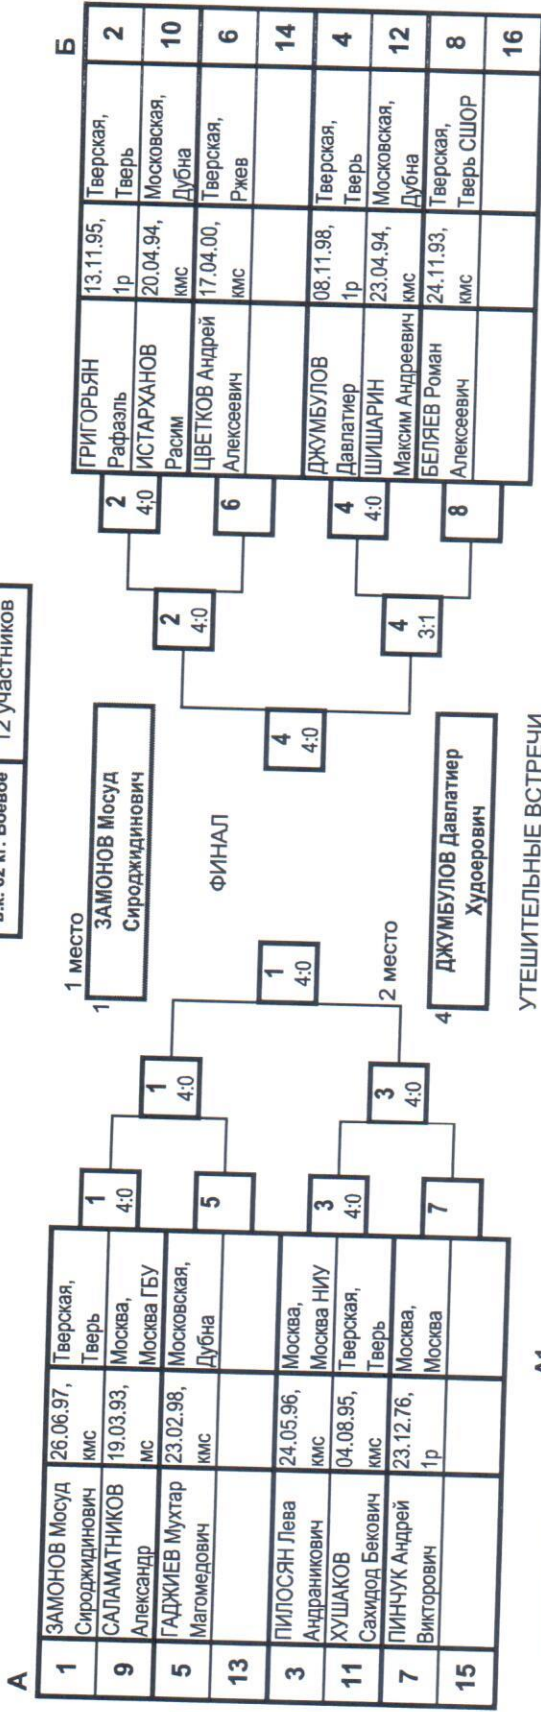 в.к. 62 кг. Боевое 12 участников
А
1 ЗАМОНОВ Мосуд 26.06.97, Тверская,
Сироджидинович кмс Тверь
9 САЛАМАТНИКОВ 19.03.93, Москва,
Александр мс Москва ГБУ
5 ГАДЖИЕВ Мухтар 23.02.98, Московская,
Магомедович кмс Дубна
13
3 ПИЛОСЯН Лева 24.05.96, Москва,
Андраникович кмс Москва НИУ
11 ХУШАКОВ 04.08.95, Тверская,
Сахидод Бекович кмс Тверь
7 ПИНЧУК Андрей 23.12.76, Москва,
Викторович 1р Москва
15
1
4:0
5
3
4:0
7
1
4:0
3
4:0
1
4:0
1 место
1
ЗАМОНОВ Мосуд
Сироджидинович
ФИНАЛ
2 место
4
ДЖУМБУЛОВ Давлатиер
Худоерович
4
4:0
2
4:0
4
3:1
2
4;0
6
4
4:0
8
Б
ГРИГОРЬЯН 13.11.95, Тверская, 2
Рафаэль 1р Тверь
ИСТАРХАНОВ 20.04.94, Московская, 10
Расим кмс Дубна
ЦВЕТКОВ Андрей 17.04.00, Тверская, 6
Алексеевич кмс Ржев
14
ДЖУМБУЛОВ 08.11.98, Тверская, 4
Давлатиер 1р Тверь
ШИШАРИН 23.04.94, Московская, 12
Максим Андреевич кмс Дубна
БЕЛЯЕВ Роман 24.11.93, Тверская, 8
Алексеевич кмс Тверь СШОР
16
УТЕШИТЕЛЬНЫЕ ВСТРЕЧИ